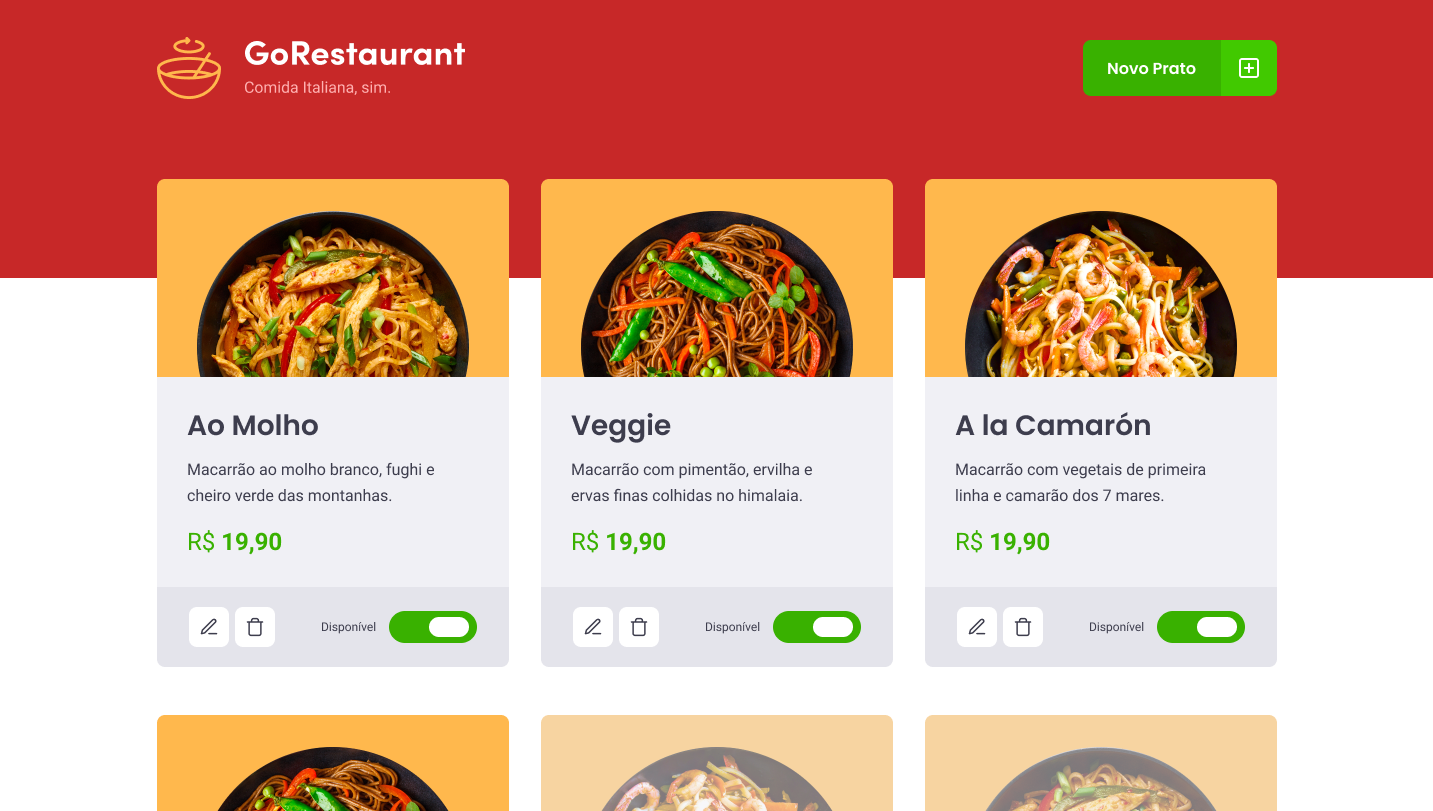 GoRestaurant
Comida Italiana, sim.
Novo Prato
Ao Molho
Macarrão ao molho branco, fughi e
cheiro verde das montanhas.
R$ 19,90
Disponível
Veggie
Macarrão com pimentão, ervilha e
ervas finas colhidas no himalaia.
R$ 19,90
Disponível
A la Camarón
Macarrão com vegetais de primeira
linha e camarão dos 7 mares.
R$ 19,90
Disponível